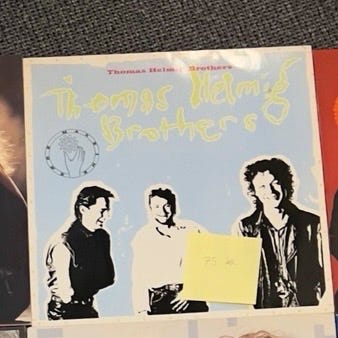 Thomas Helmig Brothers
Thomas Helmig
Brothers
75 kr.